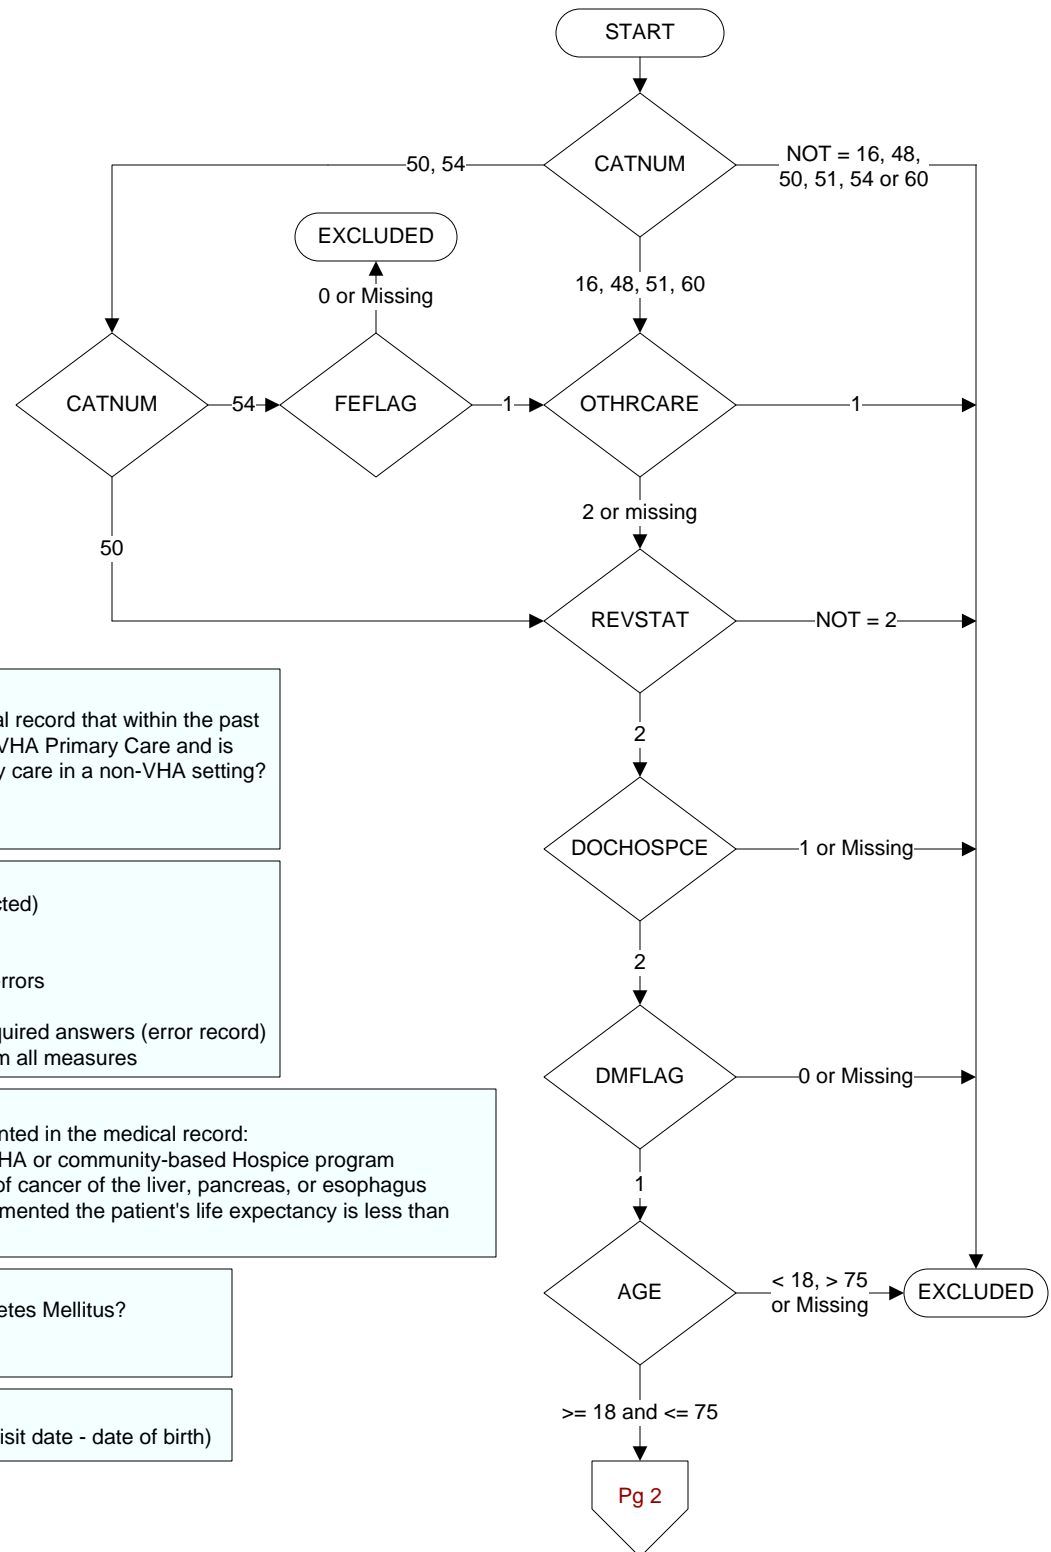 START
CATNUM
50, 54
NOT = 16, 48,
50, 51, 54 or 60
EXCLUDED
0 or Missing
16, 48, 51, 60
CATNUM
54
FEFLAG
1
OTHRCARE
1
2 or missing
50
REVSTAT
NOT = 2
2
al record that within the past
VHA Primary Care and is
y care in a non-VHA setting?
DOCHOSPCE
1 or Missing
cted)
errors
quired answers (error record)
m all measures
2
DMFLAG
0 or Missing
nted in the medical record:
HA or community-based Hospice program
of cancer of the liver, pancreas, or esophagus
mented the patient's life expectancy is less than
1
AGE
< 18, > 75
or Missing
EXCLUDED
etes Mellitus?
>= 18 and <= 75
isit date - date of birth)
Pg 2